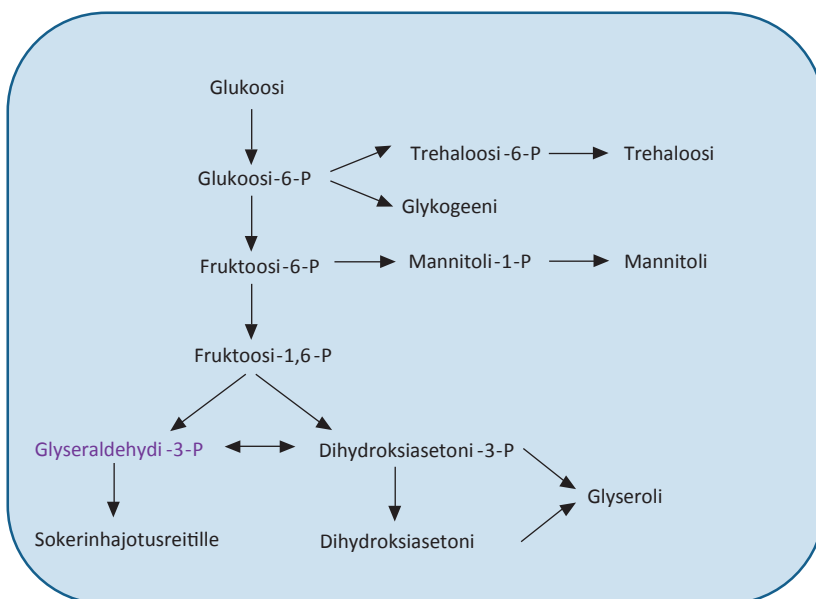 Glukoosi
Trehaloosi-6-P
Trehaloosi
Glukoosi-6-P
Glykogeeni
Fruktoosi-6-P
Mannitoli-1-P
Mannitoli
Fruktoosi-1,6-P
Glyseraldehydi-3-P
Dihydroksiasetoni-3-P
Glyseroli
Sokerinhajotusreitille
Dihydroksiasetoni